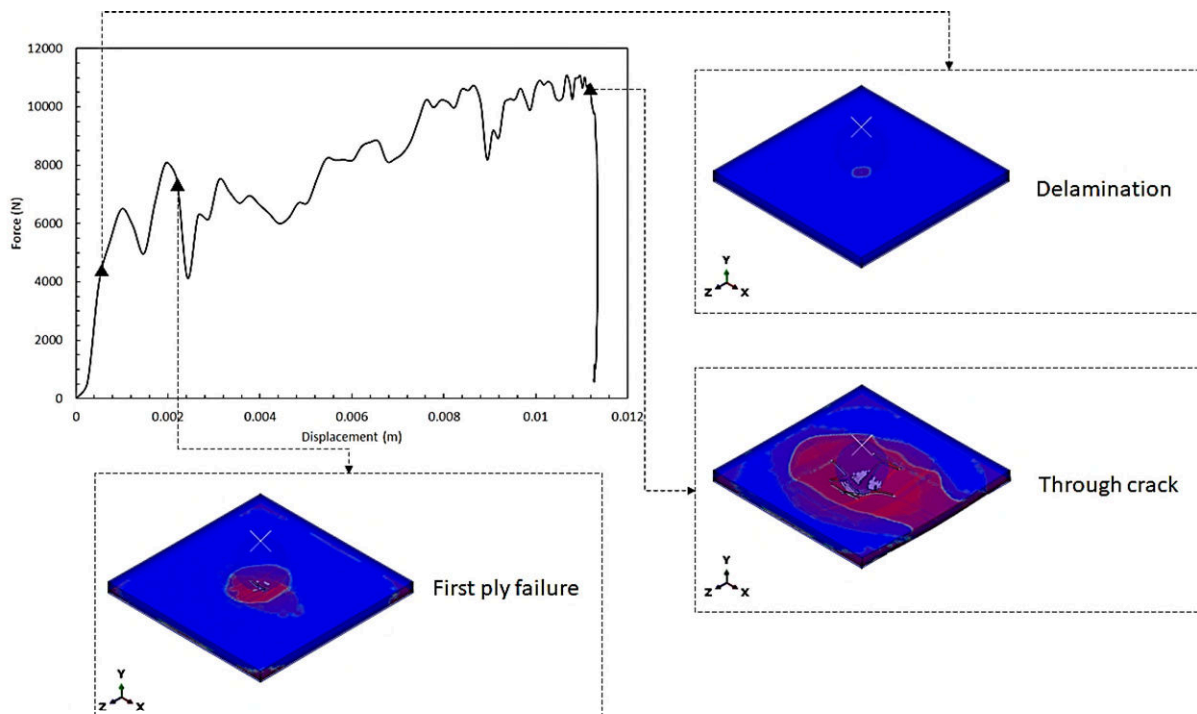 12000
10000
8000
6000
4000
2000
0
Force (N)
0
0.002
0.004
0.006
0.008
0.01
0.012
Displacement (m)
Delamination
Y
Z
X
Through crack
Y
Z
X
First ply failure
Y
Z
X